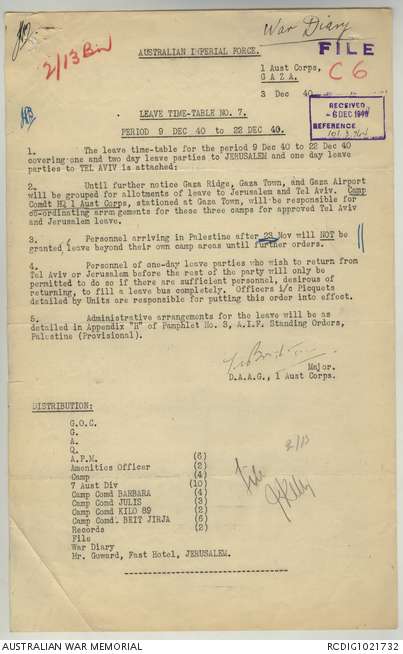 War Diary
2/13 Bn
AUSTRALIAN IMPERIAL FORCE.
FILE
C6
1 Aust Corps,
G A Z A.
3 Dec 40
RECEIVED
- 6 DEC 1940
REFERENCE
LEAVE TIME-TABLE NO. 7.
PERIOD 9 DEC 40 to 22 DEC 40.
1. The leave time-table for the period 9 Dec 40 to 22 Dec 40
covering one and two day leave parties to JERUSALEM and one day leave
parties to TEL AVIV is attached:
2. Until further notice Gaza Ridge, Gaza Town, and Gaza Airport
will be grouped for allotments of leave to Jerusalem and Tel Aviv. Camp
Comdt HQ 1 Aust Corps, stationed at Gaza Town, will be responsible for
co-ordinating arrangements for these three camps for approved Tel Aviv
and Jerusalem leave.
3. Personnel arriving in Palestine after 23 Nov will NOT be
granted leave beyond their own camp areas until further orders.
4. Personnel of one-day leave parties who wish to return from
Tel Aviv or Jerusalem before the rest of the party will only be
permitted to do so if there are sufficient personnel, desirous of
returning, to fill a leave bus completely. Officers i/c Picquets
detailed by Units are responsible for putting this order into effect.
5. Administrative arrangements for the leave will be as
detailed in Appendix "H" of Pamphlet No. 3, A.I.F. Standing Orders,
Palestine (Provisional).
Major.
D.A.A.G., 1 Aust Corps.
DISTRIBUTION:
G.O.C.
G.
A.
Q.
A.P.M. (6)
Amenities Officer (2)
Camp (4)
7 Aust Div (10)
Camp Comd BARBARA (4)
Camp Comd JULIS (3)
Camp Comd KILO 89 (2)
Camp Comd. BEIT JIRJA (6)
Records (2)
File
War Diary
Mr. Goward, Fast Hotel, JERUSALEM.
2/13
File
AUSTRALIAN WAR MEMORIAL
RCDIG1021732